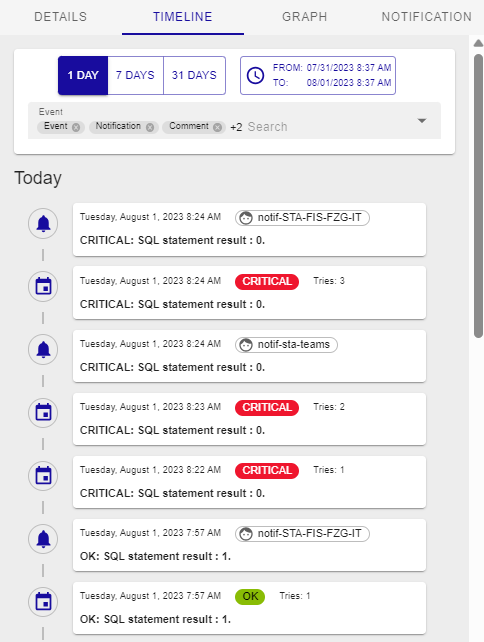 DETAILS TIMELINE GRAPH NOTIFICATION
1 DAY 7 DAYS 31 DAYS FROM: 07/31/2023 8:37 AM
TO: 08/01/2023 8:37 AM
Event
Event Notification Comment +2 Search
Today
Tuesday, August 1, 2023 8:24 AM notif-STA-FIS-FZG-IT
CRITICAL: SQL statement result : 0.
Tuesday, August 1, 2023 8:24 AM CRITICAL Tries: 3
CRITICAL: SQL statement result : 0.
Tuesday, August 1, 2023 8:24 AM notif-sta-teams
CRITICAL: SQL statement result : 0.
Tuesday, August 1, 2023 8:23 AM CRITICAL Tries: 2
CRITICAL: SQL statement result : 0.
Tuesday, August 1, 2023 8:22 AM CRITICAL Tries: 1
CRITICAL: SQL statement result : 0.
Tuesday, August 1, 2023 7:57 AM notif-STA-FIS-FZG-IT
OK: SQL statement result : 1.
Tuesday, August 1, 2023 7:57 AM OK Tries: 1
OK: SQL statement result : 1.